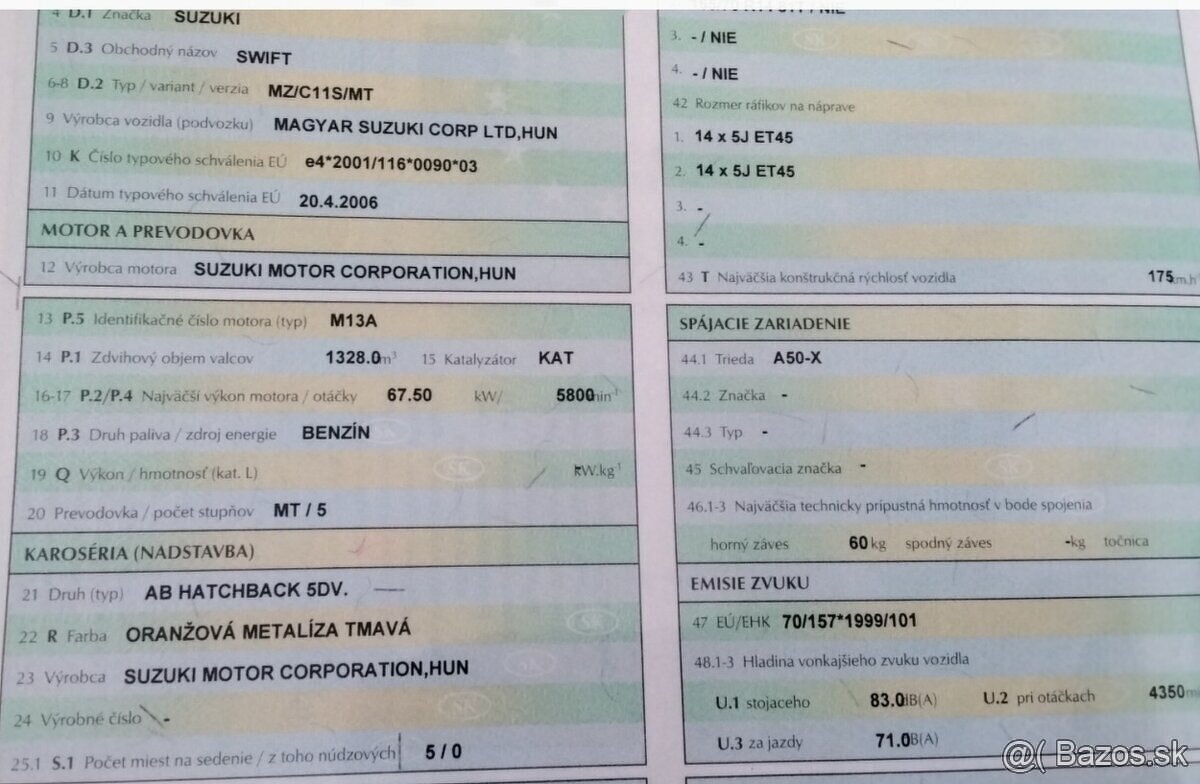 4 D.1 Značka SUZUKI
5 D.3 Obchodný názov SWIFT
6-8 D.2 Typ / variant / verzia MZ/C11S/MT
9 Výrobca vozidla (podvozku) MAGYAR SUZUKI CORP LTD,HUN
10 K Číslo typového schválenia EÚ e4*2001/116*0090*03
11 Dátum typového schválenia EÚ 20.4.2006
MOTOR A PREVODOVKA
12 Výrobca motora SUZUKI MOTOR CORPORATION,HUN
13 P.5 Identifikačné číslo motora (typ) M13A
14 P.1 Zdvihový objem valcov 1328.0 m³ 15 Katalyzátor KAT
16-17 P.2/P.4 Najväčší výkon motora / otáčky 67.50 kW/ 5800 min⁻¹
18 P.3 Druh paliva / zdroj energie BENZÍN
19 Q Výkon / hmotnosť (kat. L) kW.kg⁻¹
20 Prevodovka / počet stupňov MT / 5
KAROSÉRIA (NADSTAVBA)
21 Druh (typ) AB HATCHBACK 5DV.
22 R Farba ORANŽOVÁ METALÍZA TMAVÁ
23 Výrobca SUZUKI MOTOR CORPORATION,HUN
24 Výrobné číslo -
25.1 S.1 Počet miest na sedenie / z toho núdzových 5 / 0
3. - / NIE
4. - / NIE
42 Rozmer ráfikov na náprave
1. 14 x 5J ET45
2. 14 x 5J ET45
3. -
4. -
43 T Najväčšia konštrukčná rýchlosť vozidla 175 km.h
SPÁJACIE ZARIADENIE
44.1 Trieda A50-X
44.2 Značka -
44.3 Typ -
45 Schvaľovacia značka -
46.1-3 Najväčšia technicky prípustná hmotnosť v bode spojenia
horný záves 60 kg spodný záves - kg točnica
EMISIE ZVUKU
47 EÚ/EHK 70/157*1999/101
48.1-3 Hladina vonkajšieho zvuku vozidla
U.1 stojaceho 83.0 dB(A) U.2 pri otáčkach 4350
U.3 za jazdy 71.0 B(A)
@( Bazos.sk